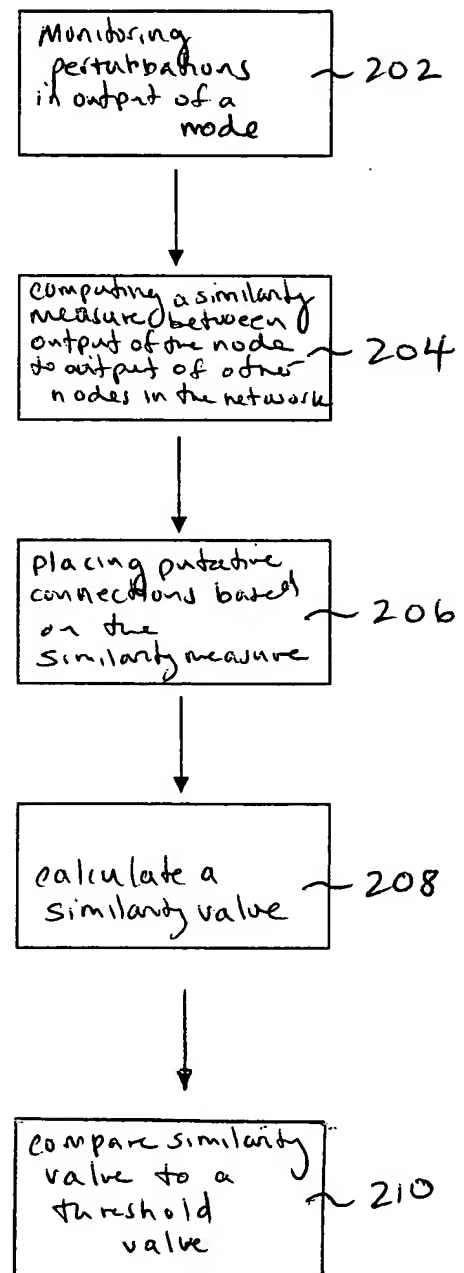 Monitoring
perturbations
in output of a
node
~ 202
computing a similarity
measure between
output of the node
to output of other
nodes in the network
~ 204
placing putative
connections based
on the
similarity measure
~ 206
calculate a
similarity value
~ 208
compare similarity
value to a
threshold
value
~ 210